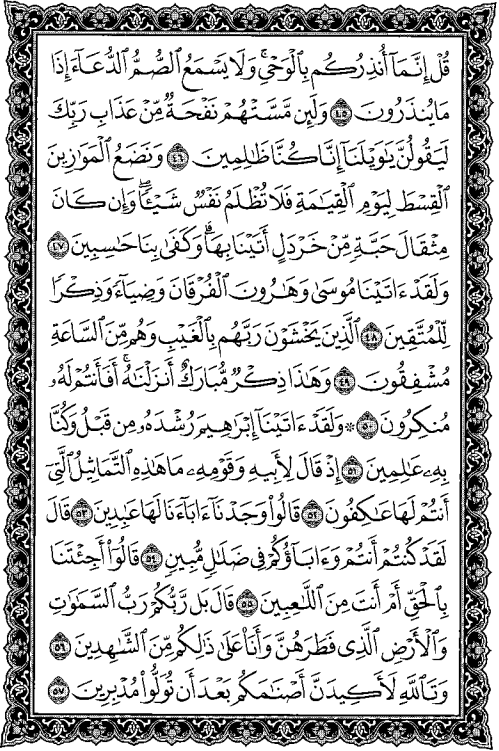 قُلْ إِنَّمَآ أُنذِرُكُم بِٱلْوَحْىِ ۚ وَلَا يَسْمَعُ ٱلصُّمُّ ٱلدُّعَآءَ إِذَا
مَا يُنذَرُونَ ﴿٤٥﴾ وَلَئِن مَّسَّتْهُمْ نَفْحَةٌ مِّنْ عَذَابِ رَبِّكَ
لَيَقُولُنَّ يَٰوَيْلَنَآ إِنَّا كُنَّا ظَٰلِمِينَ ﴿٤٦﴾ وَنَضَعُ ٱلْمَوَٰزِينَ
ٱلْقِسْطَ لِيَوْمِ ٱلْقِيَٰمَةِ فَلَا تُظْلَمُ نَفْسٌ شَيْـًٔا ۖ وَإِن كَانَ
مِثْقَالَ حَبَّةٍ مِّنْ خَرْدَلٍ أَتَيْنَا بِهَا ۗ وَكَفَىٰ بِنَا حَٰسِبِينَ ﴿٤٧﴾
وَلَقَدْ ءَاتَيْنَا مُوسَىٰ وَهَٰرُونَ ٱلْفُرْقَانَ وَضِيَآءً وَذِكْرًا
لِّلْمُتَّقِينَ ﴿٤٨﴾ ٱلَّذِينَ يَخْشَوْنَ رَبَّهُم بِٱلْغَيْبِ وَهُم مِّنَ ٱلسَّاعَةِ
مُشْفِقُونَ ﴿٤٩﴾ وَهَٰذَا ذِكْرٌ مُّبَارَكٌ أَنزَلْنَٰهُ ۚ أَفَأَنتُمْ لَهُۥ
مُنكِرُونَ ﴿٥٠﴾ ۞ وَلَقَدْ ءَاتَيْنَآ إِبْرَٰهِيمَ رُشْدَهُۥ مِن قَبْلُ وَكُنَّا
بِهِۦ عَٰلِمِينَ ﴿٥١﴾ إِذْ قَالَ لِأَبِيهِ وَقَوْمِهِۦ مَا هَٰذِهِ ٱلتَّمَاثِيلُ ٱلَّتِىٓ
أَنتُمْ لَهَا عَٰكِفُونَ ﴿٥٢﴾ قَالُوا۟ وَجَدْنَآ ءَابَآءَنَا لَهَا عَٰبِدِينَ ﴿٥٣﴾ قَالَ
لَقَدْ كُنتُمْ أَنتُمْ وَءَابَآؤُكُمْ فِى ضَلَٰلٍ مُّبِينٍ ﴿٥٤﴾ قَالُوٓا۟ أَجِئْتَنَا
بِٱلْحَقِّ أَمْ أَنتَ مِنَ ٱللَّٰعِبِينَ ﴿٥٥﴾ قَالَ بَل رَّبُّكُمْ رَبُّ ٱلسَّمَٰوَٰتِ
وَٱلْأَرْضِ ٱلَّذِى فَطَرَهُنَّ وَأَنَا۠ عَلَىٰ ذَٰلِكُم مِّنَ ٱلشَّٰهِدِينَ ﴿٥٦﴾
وَتَٱللَّهِ لَأَكِيدَنَّ أَصْنَٰمَكُم بَعْدَ أَن تُوَلُّوا۟ مُدْبِرِينَ ﴿٥٧﴾